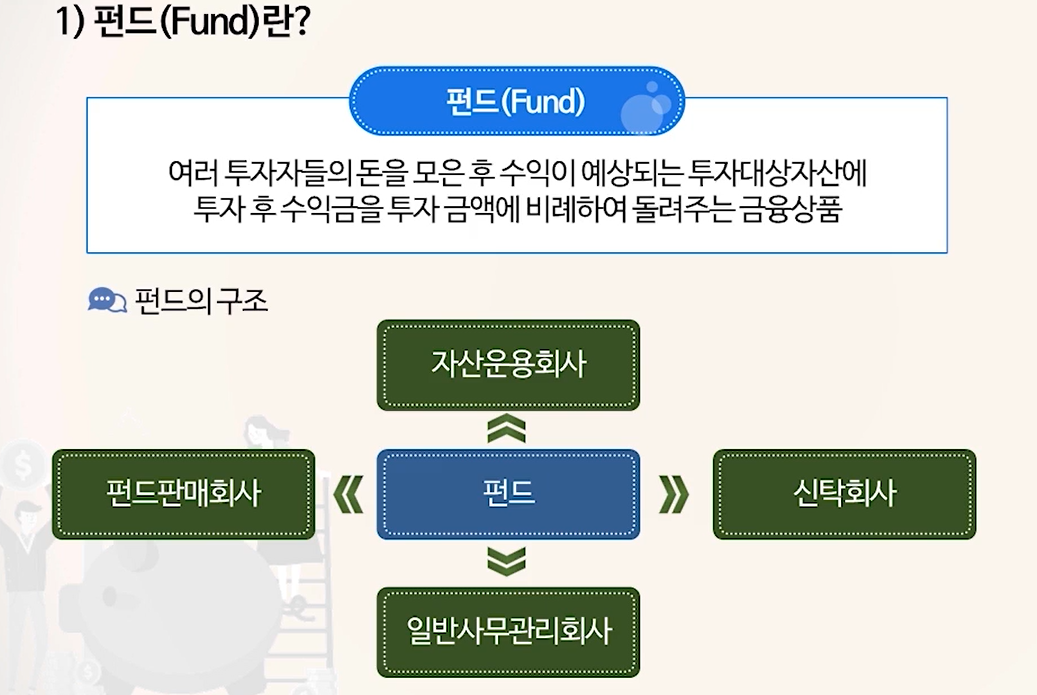 1) 펀드(Fund)란?
펀드(Fund)
여러 투자자들의 돈을 모은 후 수익이 예상되는 투자대상자산에
투자 후 수익금을 투자 금액에 비례하여 돌려주는 금융상품
펀드의 구조
자산운용회사
펀드판매회사
펀드
신탁회사
일반사무관리회사